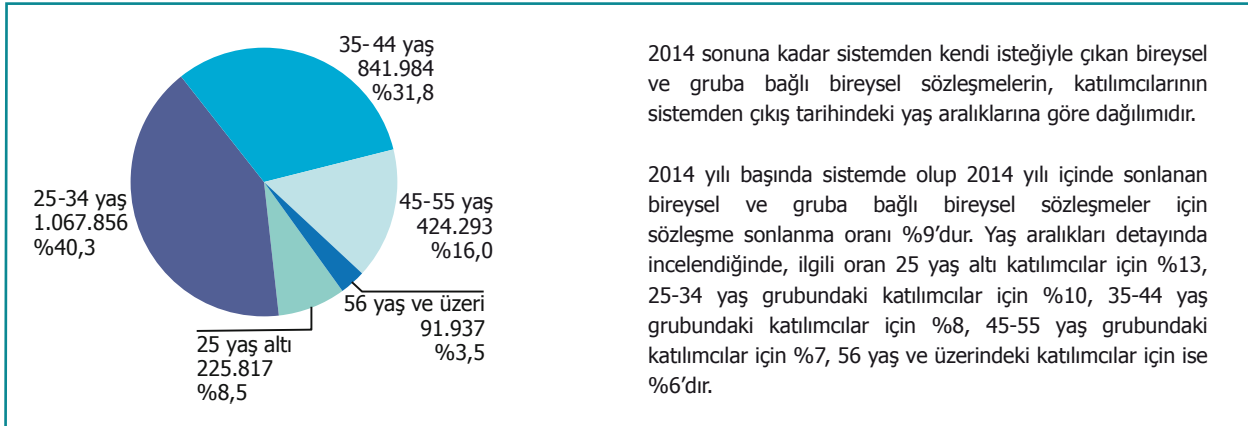 35-44 yaş
841.984
%31,8
25-34 yaş
1.067.856
%40,3
45-55 yaş
424.293
%16,0
56 yaş ve üzeri
91.937
%3,5
25 yaş altı
225.817
%8,5
2014 sonuna kadar sistemden kendi isteğiyle çıkan bireysel
ve gruba bağlı bireysel sözleşmelerin, katılımcılarının
sistemden çıkış tarihindeki yaş aralıklarına göre dağılımıdır.
2014 yılı başında sistemde olup 2014 yılı içinde sonlanan
bireysel ve gruba bağlı bireysel sözleşmeler için
sözleşme sonlanma oranı %9’dur. Yaş aralıkları detayında
incelendiğinde, ilgili oran 25 yaş altı katılımcılar için %13,
25-34 yaş grubundaki katılımcılar için %10, 35-44 yaş
grubundaki katılımcılar için %8, 45-55 yaş grubundaki
katılımcılar için %7, 56 yaş ve üzerindeki katılımcılar için ise
%6’dır.